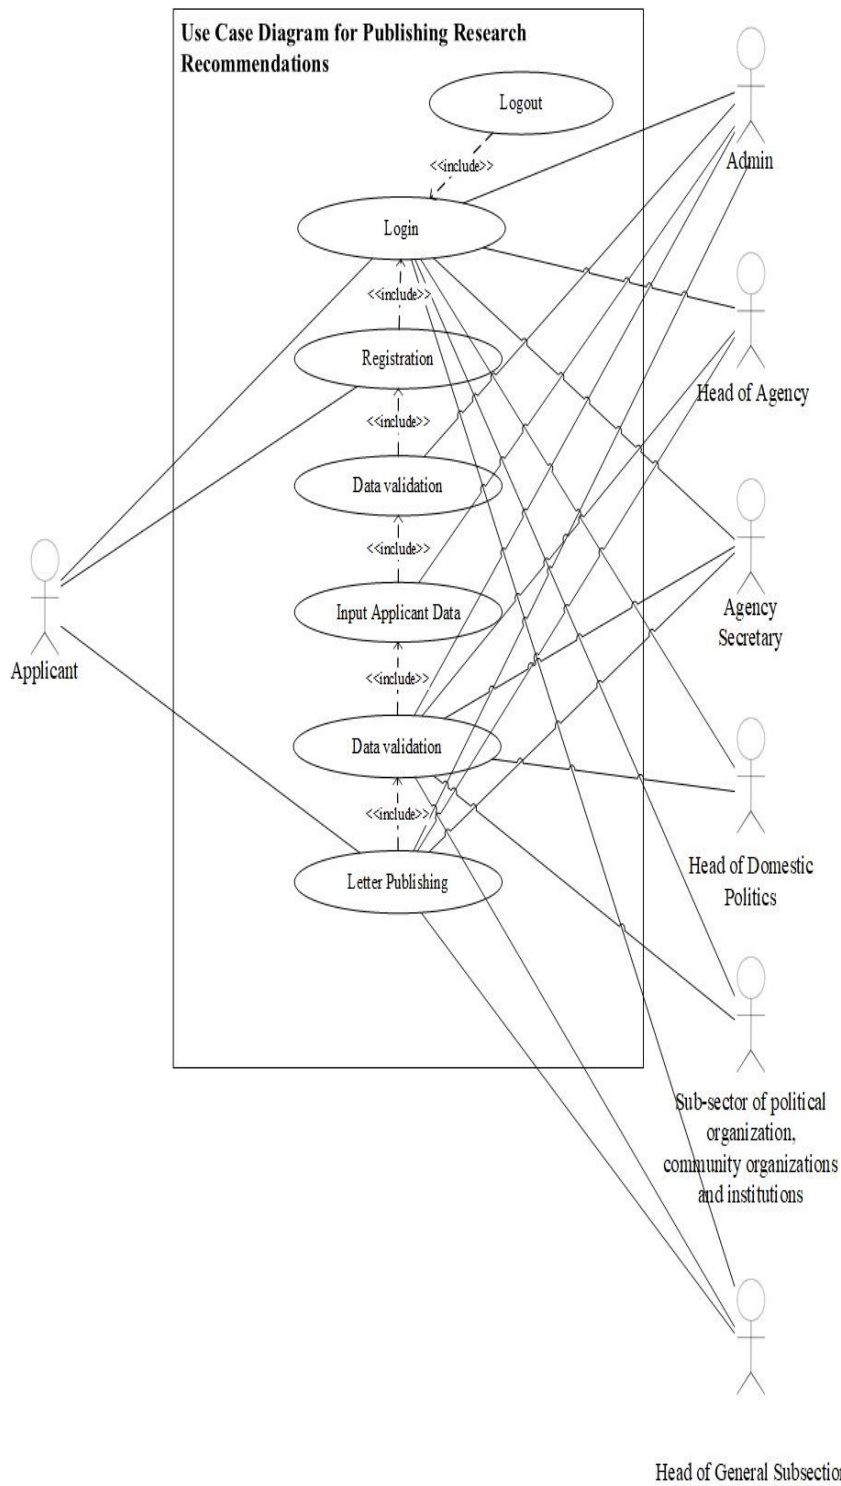 Use Case Diagram for Publishing Research
Recommendations
Logout
<<include>>
Login
<<include>>
Registration
<<include>>
Data validation
<<include>>
Input Applicant Data
<<include>>
Data validation
<<include>>
Letter Publishing
Applicant
Admin
Head of Agency
Agency
Secretary
Head of Domestic
Politics
Sub-sector of political
organization,
community organizations
and institutions
Head of General Subsection